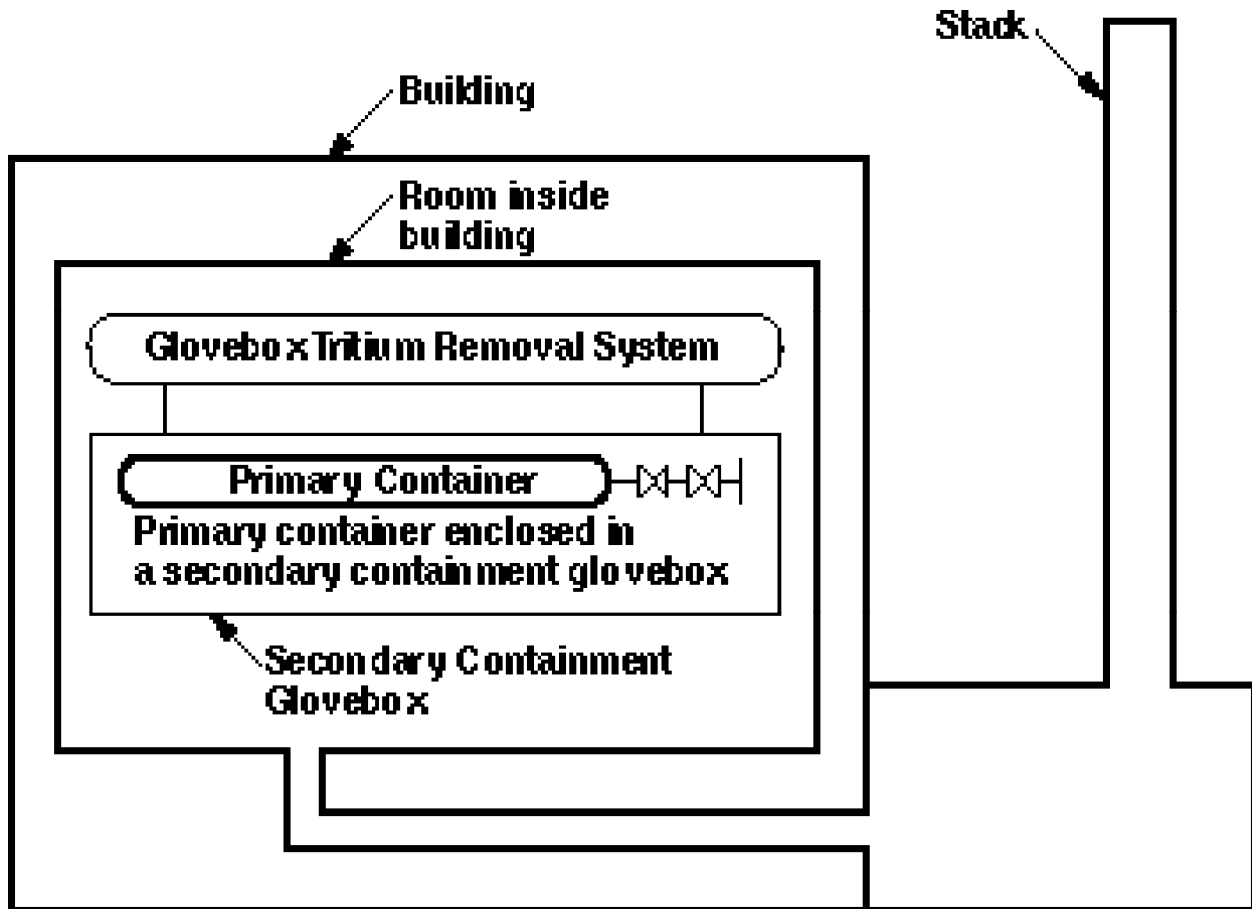 Stack
Building
Room inside
building
Glovebox Tritium Removal System
Primary Container
Primary container enclosed in
a secondary containment glovebox
Secondary Containment
Glovebox